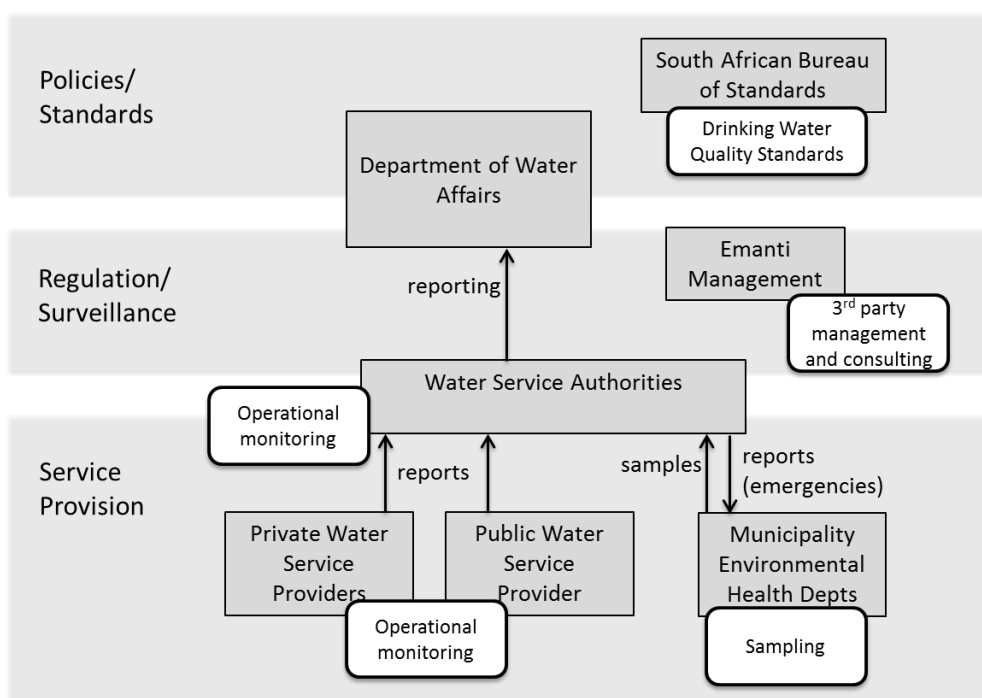 Policies/
Standards
South African Bureau
of Standards
Drinking Water
Quality Standards
Department of Water
Affairs
Regulation/
Surveillance
reporting
Emanti
Management
3rd party
management
and consulting
Water Service Authorities
Operational
monitoring
Service
Provision
reports
samples
reports
(emergencies)
Private Water
Service
Providers
Public Water
Service
Provider
Municipality
Environmental
Health Depts
Operational
monitoring
Sampling